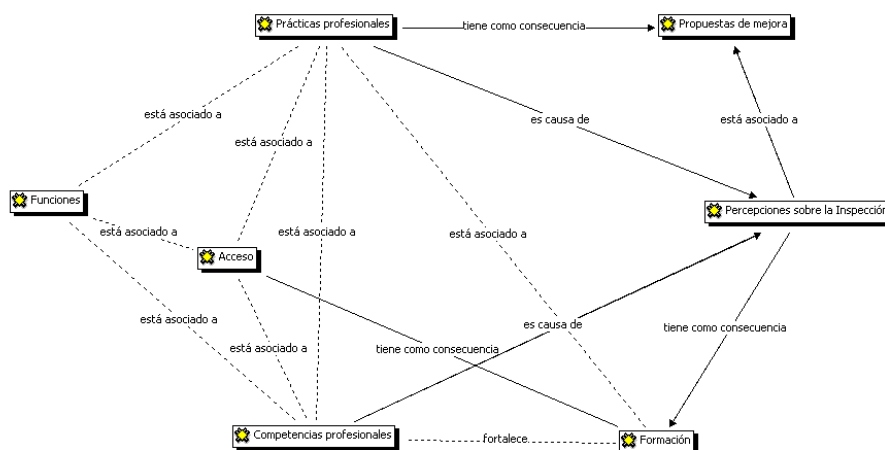 Prácticas profesionales
tiene como consecuencia
Propuestas de mejora
está asociado a
es causa de
está asociado a
está asociado a
Funciones
Percepciones sobre la Inspección
está asociado a
está asociado a
está asociado a
Acceso
está asociado a
es causa de
tiene como consecuencia
está asociado a
tiene como consecuencia
Competencias profesionales
fortalece
Formación